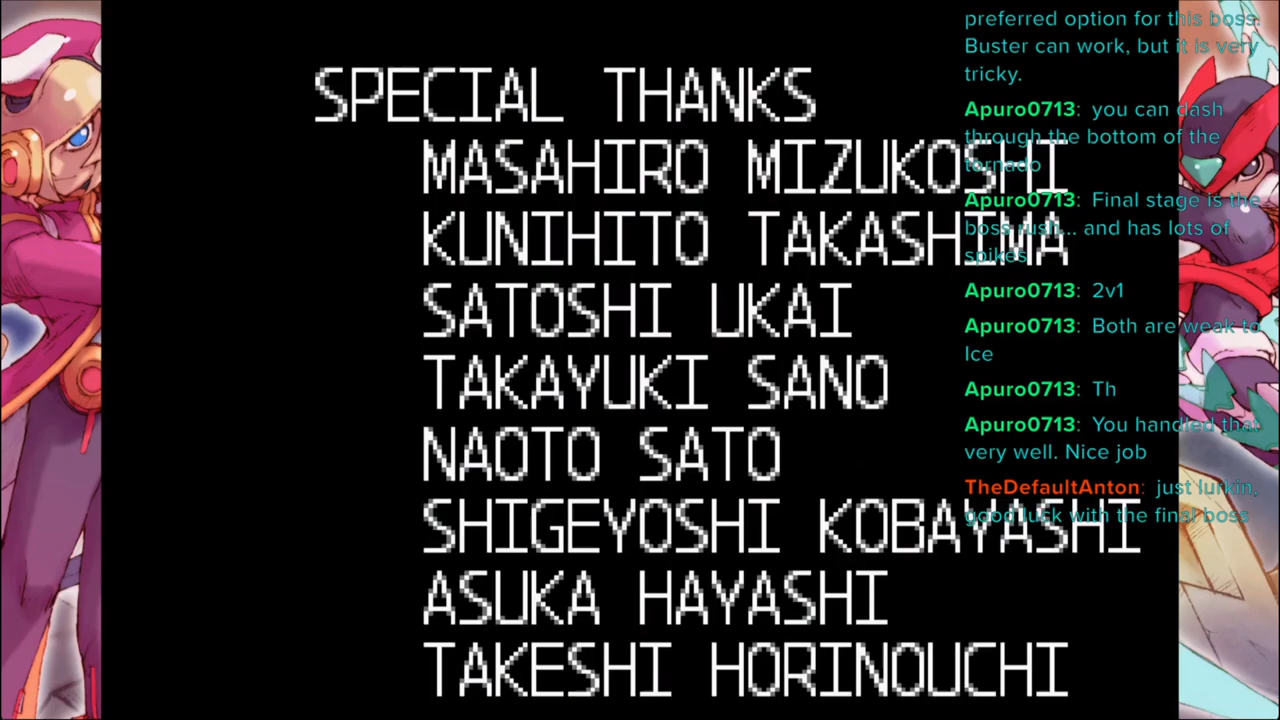 SPECIAL THANKS
MASAHIRO MIZUKOSHI
KUNIHITO TAKASHIMA
SATOSHI UKAI
TAKAYUKI SANO
NAOTO SATO
SHIGEYOSHI KOBAYASHI
ASUKA HAYASHI
TAKESHI HORINOUCHI
preferred option for this boss.
Buster can work, but it is very
tricky.
Apuro0713: you can dash
through the bottom of the
tornado
Apuro0713: Final stage is the
boss rush... and has lots of
spikes
Apuro0713: 2v1
Apuro0713: Both are weak to
Ice
Apuro0713: Th
Apuro0713: You handled that
very well. Nice job
TheDefaultAnton: just lurkin,
good luck with the final boss